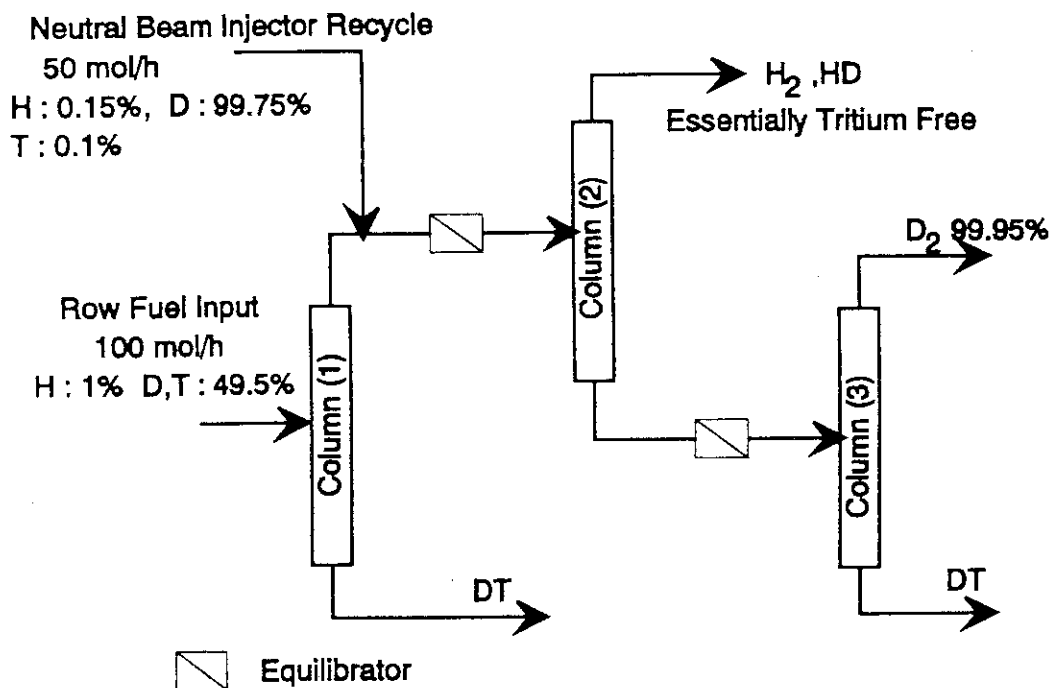 Neutral Beam Injector Recycle
50 mol/h
H : 0.15%, D : 99.75%
T : 0.1%
H2 ,HD
Essentially Tritium Free
Column (2)
D2 99.95%
Row Fuel Input
100 mol/h
H : 1% D,T : 49.5%
Column (1)
Column (3)
DT
DT
Equilibrator